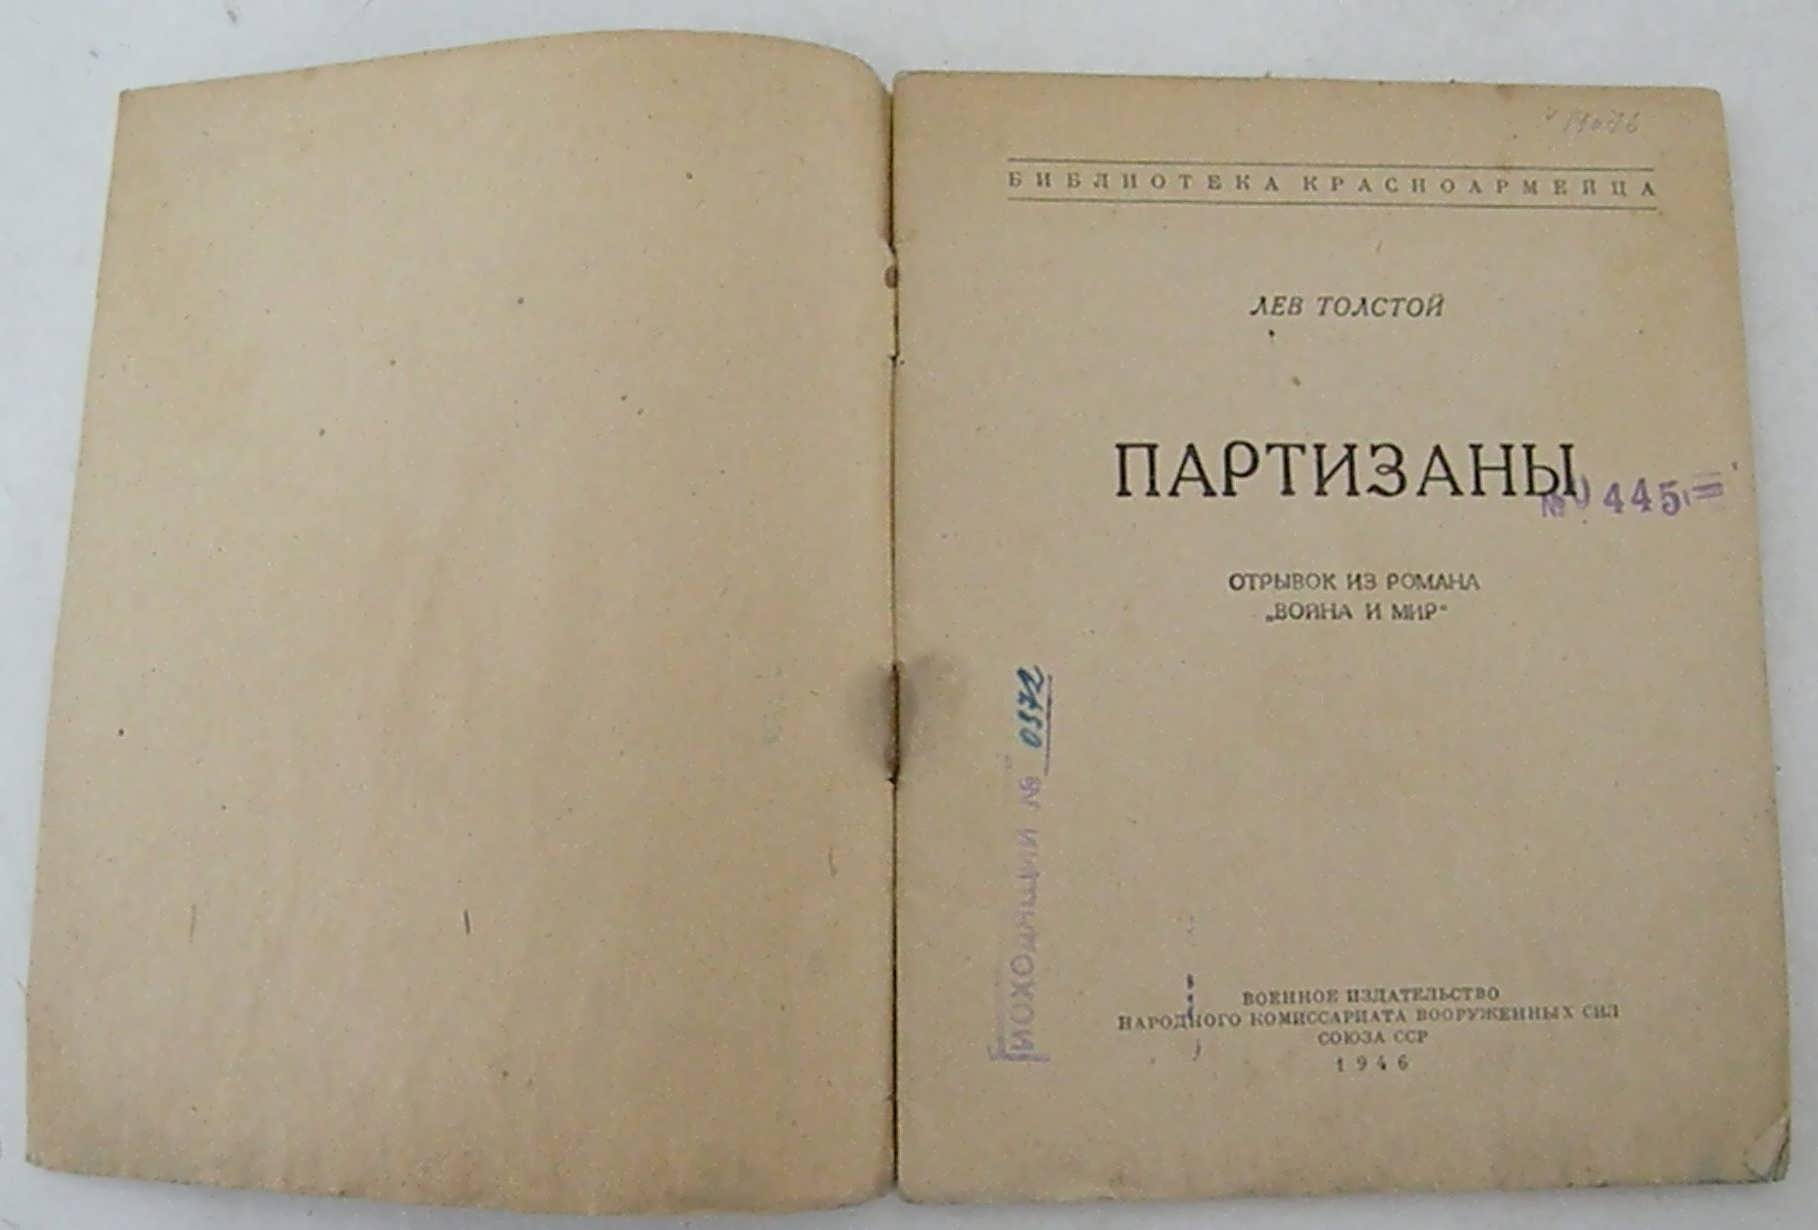 БИБЛИОТЕКА КРАСНОАРМЕЙЦА
ЛЕВ ТОЛСТОЙ
ПАРТИЗАНЫ
№ 0445
ОТРЫВОК ИЗ РОМАНА
„ВОЙНА И МИР“
ВОЕННОЕ ИЗДАТЕЛЬСТВО
НАРОДНОГО КОМИССАРИАТА ВООРУЖЕННЫХ СИЛ
СОЮЗА ССР
1946